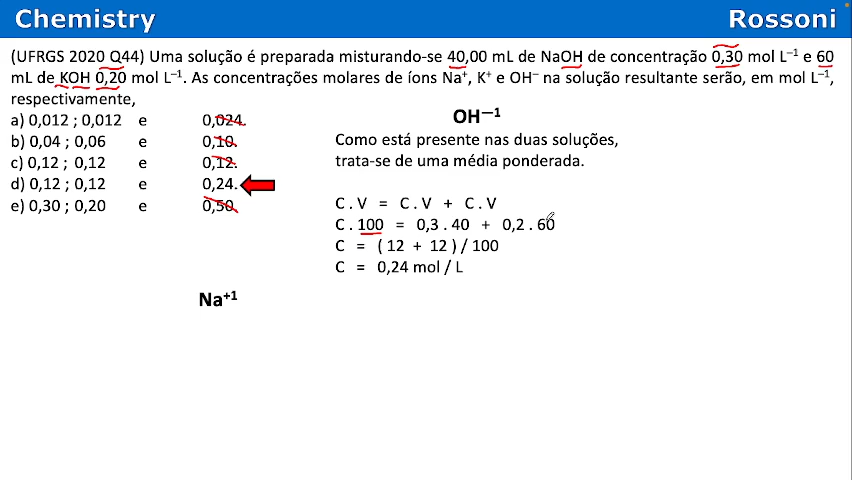 Chemistry
Rossoni
(UFRGS 2020 Q44) Uma solução é preparada misturando-se 40,00 mL de NaOH de concentração 0,30 mol L⁻¹ e 60
mL de KOH 0,20 mol L⁻¹. As concentrações molares de íons Na⁺, K⁺ e OH⁻ na solução resultante serão, em mol L⁻¹,
respectivamente,
a) 0,012 ; 0,012 e 0,024.
b) 0,04 ; 0,06 e 0,10.
c) 0,12 ; 0,12 e 0,12.
d) 0,12 ; 0,12 e 0,24.
e) 0,30 ; 0,20 e 0,50.
OH⁻¹
Como está presente nas duas soluções,
trata-se de uma média ponderada.
C . V = C . V + C . V
C . 100 = 0,3 . 40 + 0,2 . 60
C = ( 12 + 12 ) / 100
C = 0,24 mol / L
Na⁺¹